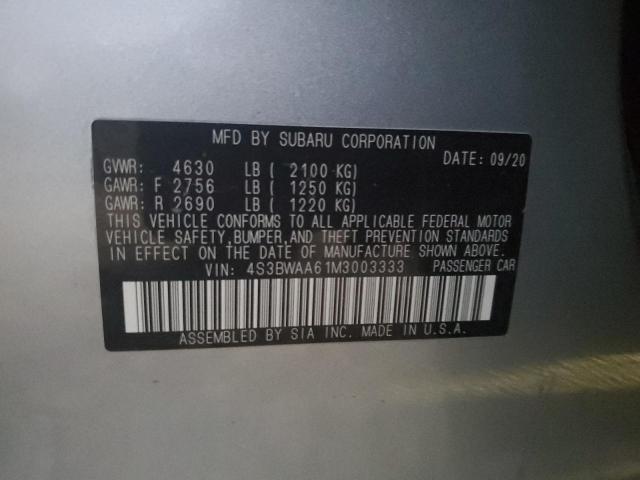 MFD BY SUBARU CORPORATION
DATE: 09/20
GVWR: 4630 LB ( 2100 KG)
GAWR: F 2756 LB ( 1250 KG)
GAWR: R 2690 LB ( 1220 KG)
THIS VEHICLE CONFORMS TO ALL APPLICABLE FEDERAL MOTOR
VEHICLE SAFETY,BUMPER,AND THEFT PREVENTION STANDARDS
IN EFFECT ON THE DATE OF MANUFACTURE SHOWN ABOVE.
VIN: 4S3BWAA61M3003333 PASSENGER CAR
ASSEMBLED BY SIA INC. MADE IN U.S.A.